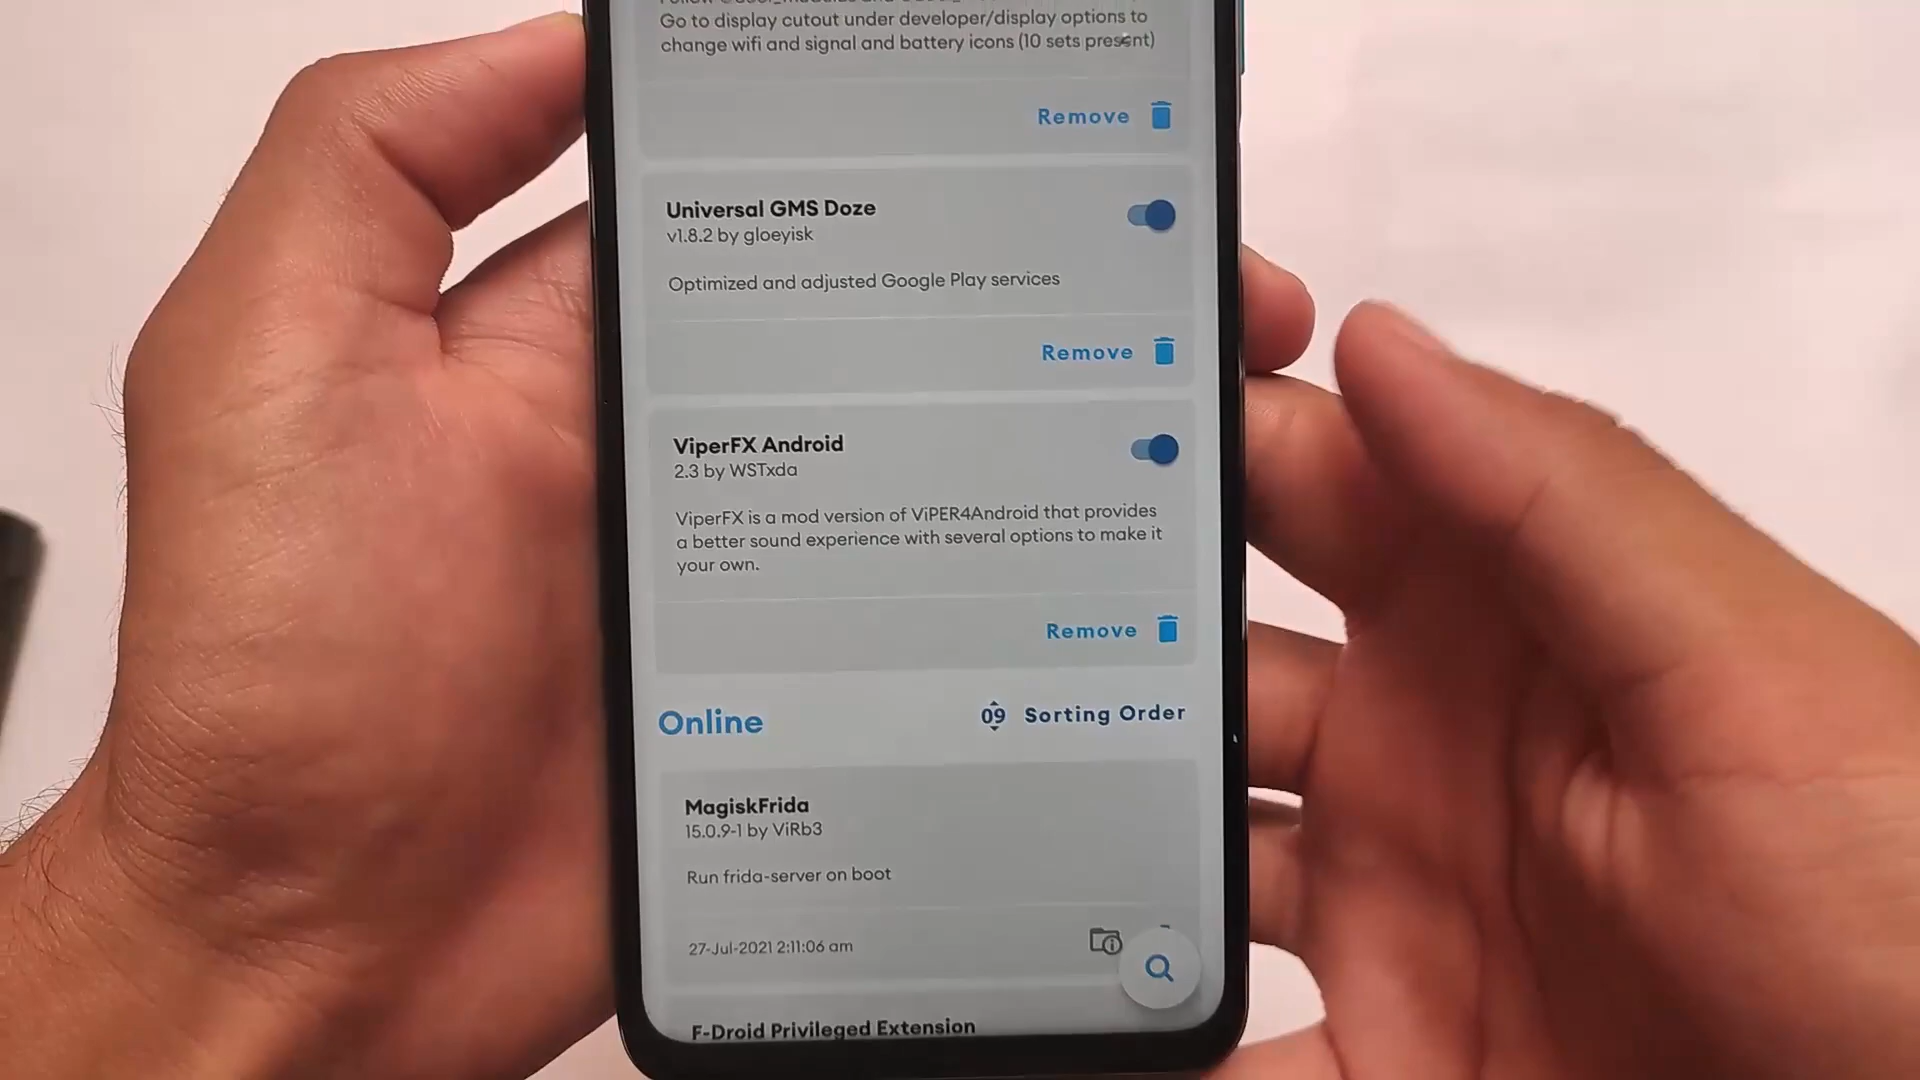 Go to display cutout under developer/display options to
change wifi and signal and battery icons (10 sets present)
Remove
Universal GMS Doze
v1.8.2 by gloeyisk
Optimized and adjusted Google Play services
Remove
ViperFX Android
2.3 by WSTxda
ViperFX is a mod version of ViPER4Android that provides
a better sound experience with several options to make it
your own.
Remove
Online
09 Sorting Order
MagiskFrida
15.0.9-1 by ViRb3
Run frida-server on boot
27-Jul-2021 2:11:06 am
F-Droid Privileged Extension